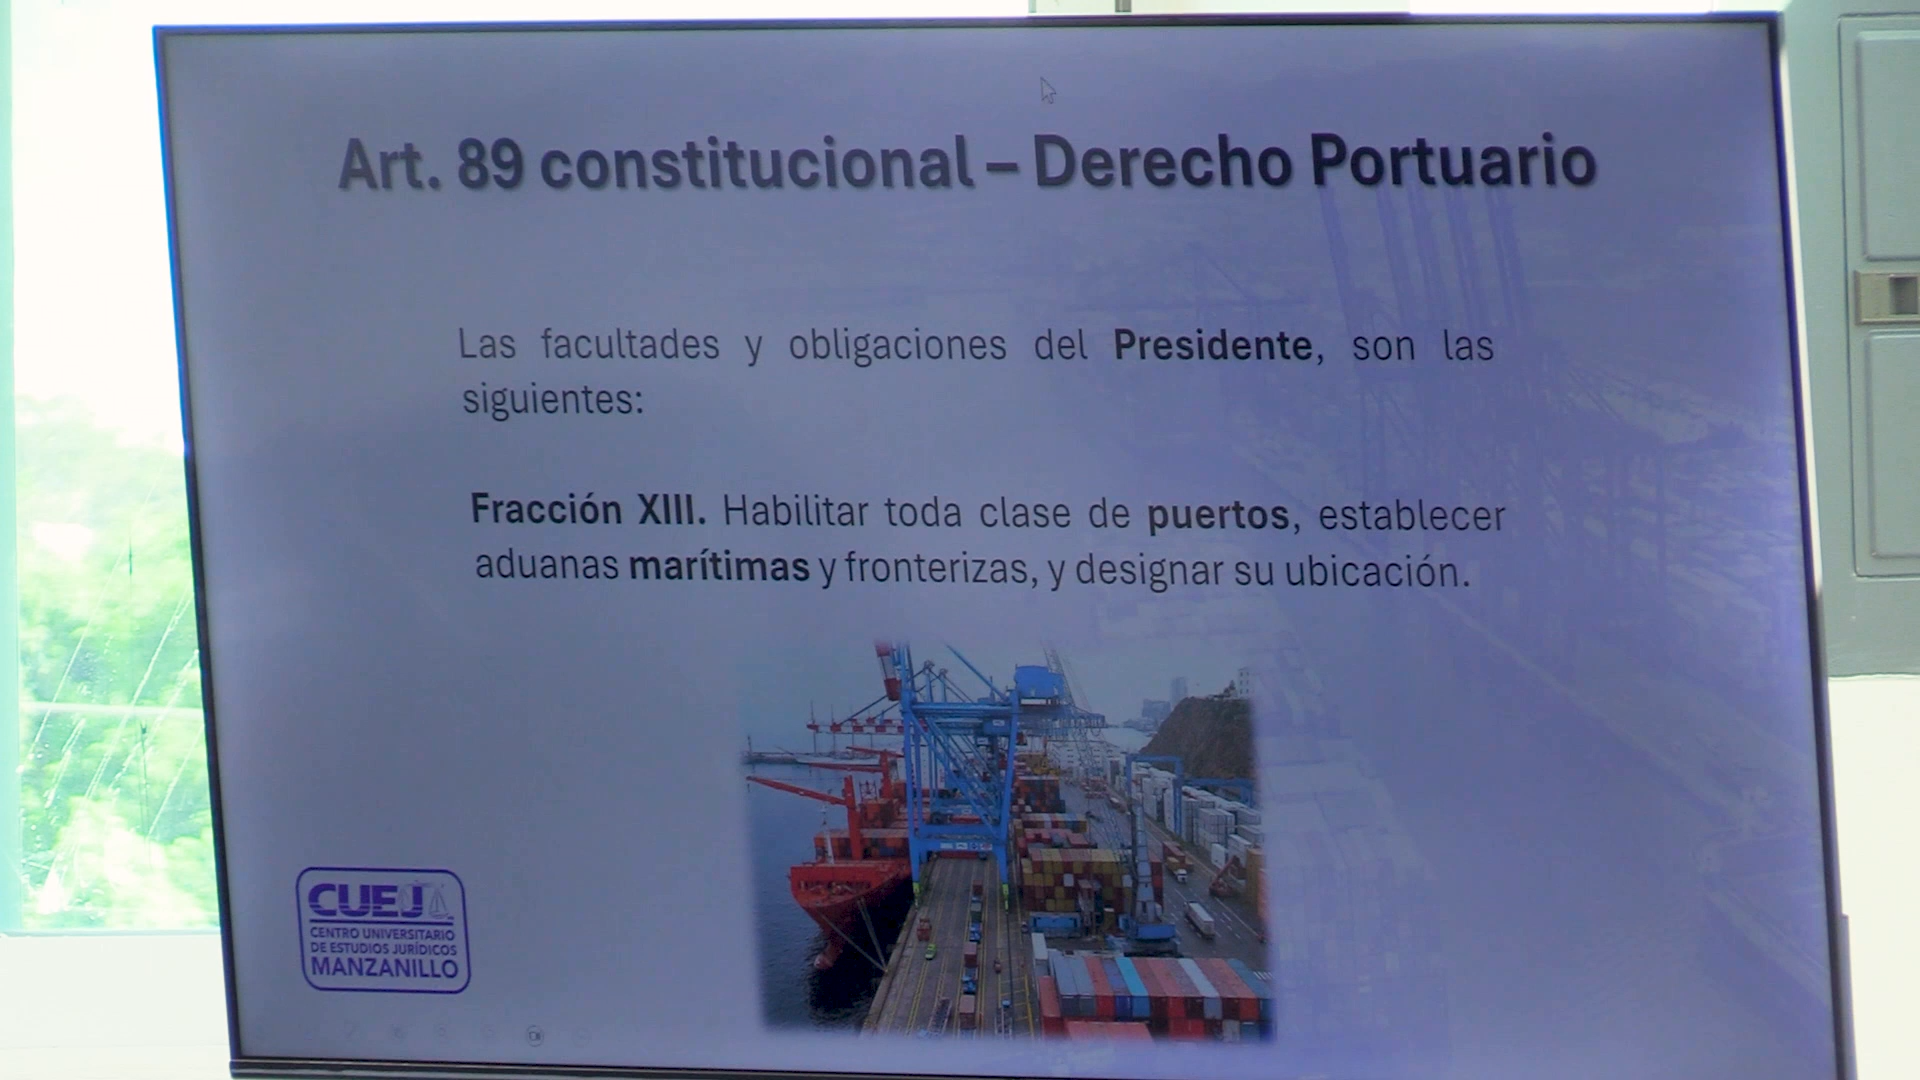 Art. 89 constitucional – Derecho Portuario
Las facultades y obligaciones del Presidente, son las
siguientes:
Fracción XIII. Habilitar toda clase de puertos, establecer
aduanas marítimas y fronterizas, y designar su ubicación.
CUEJ
CENTRO UNIVERSITARIO
DE ESTUDIOS JURÍDICOS
MANZANILLO